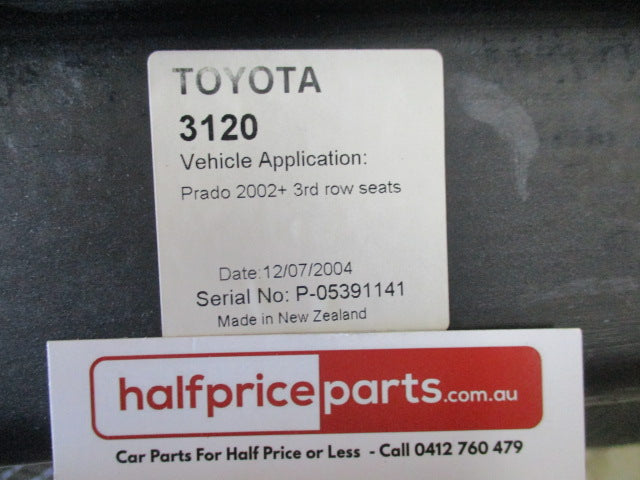 TOYOTA
3120
Vehicle Application:
Prado 2002+ 3rd row seats
Date:12/07/2004
Serial No: P-05391141
Made in New Zealand
halfpriceparts.com.au
Car Parts For Half Price or Less - Call 0412 760 479